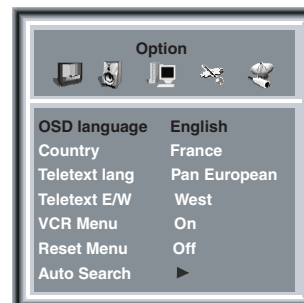 Option
OSD language English
Country France
Teletext lang Pan European
Teletext E/W West
VCR Menu On
Reset Menu Off
Auto Search ►